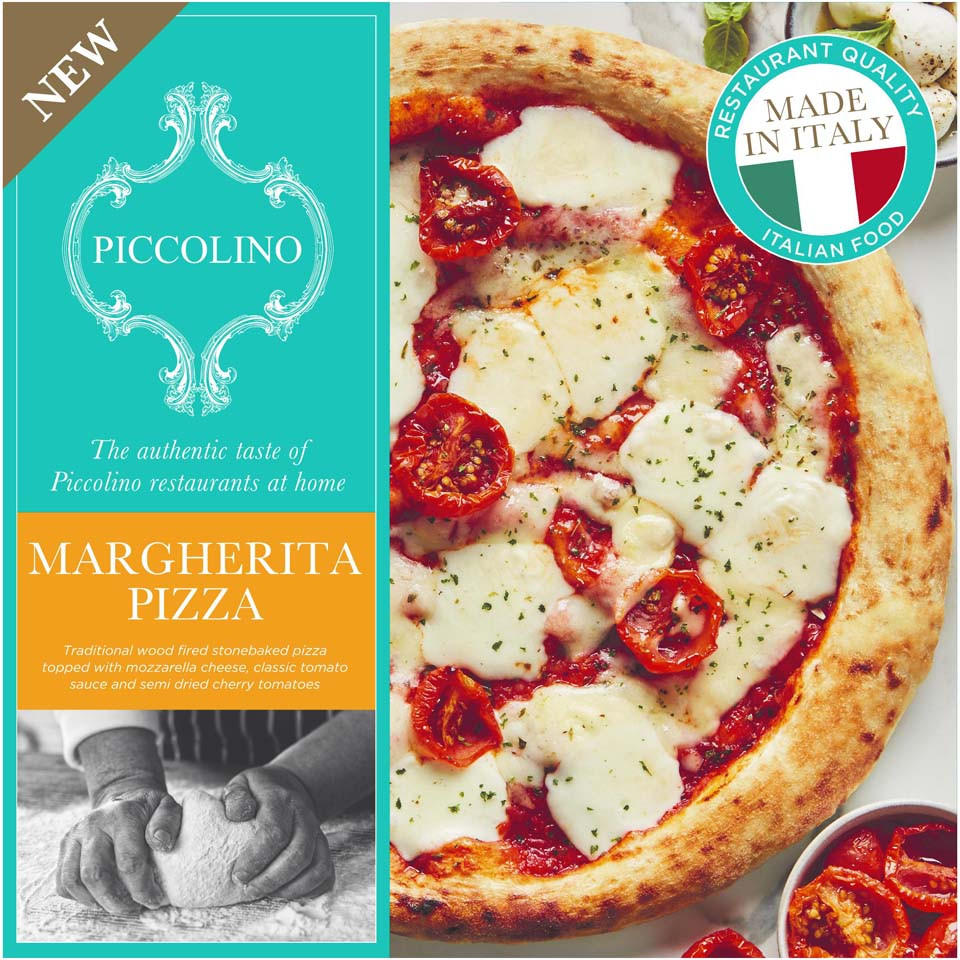 NEW
PICCOLINO
The authentic taste of
Piccolino restaurants at home
MARGHERITA
PIZZA
Traditional wood fired stonebaked pizza
topped with mozzarella cheese, classic tomato
sauce and semi dried cherry tomatoes
RESTAURANT QUALITY
MADE
IN ITALY
ITALIAN FOOD